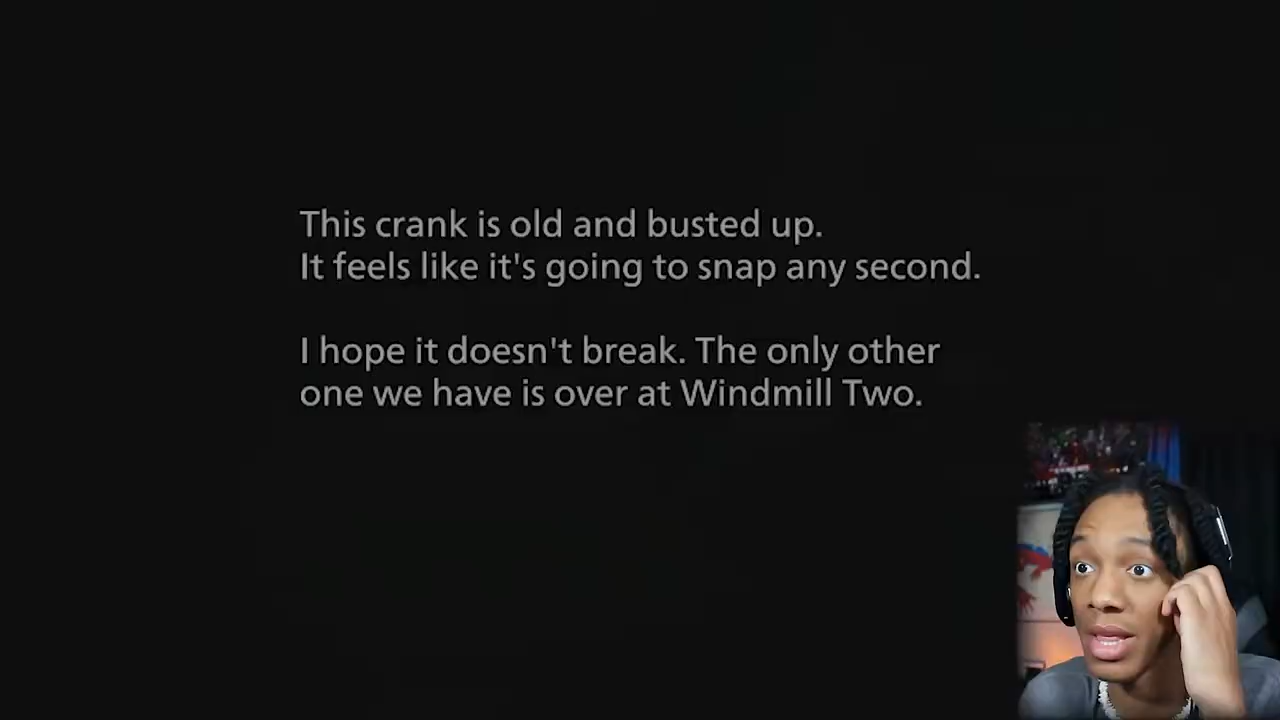 This crank is old and busted up.
It feels like it's going to snap any second.
I hope it doesn't break. The only other
one we have is over at Windmill Two.